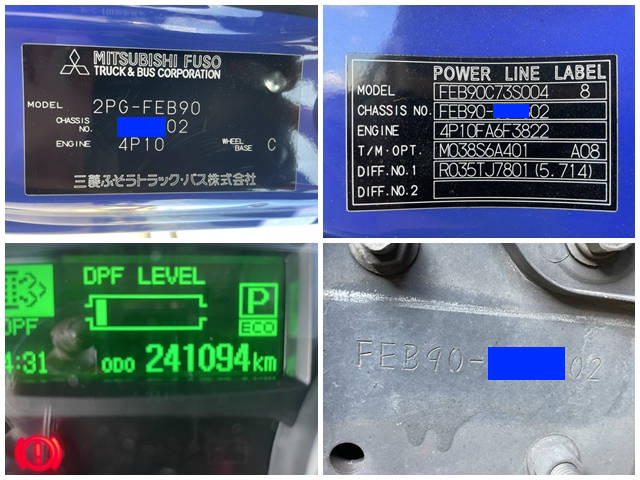 MITSUBISHI FUSO
TRUCK & BUS CORPORATION
MODEL 2PG-FEB90
CHASSIS NO. 02
ENGINE 4P10 WHEEL BASE C
三菱ふそうトラック・バス株式会社
POWER LINE LABEL
MODEL FEB90C73S004 8
CHASSIS NO. FEB90- 02
ENGINE 4P10FA6F3822
T/M・OPT. M038S6A401 A08
DIFF.NO.1 R035TJ7801(5.714)
DIFF.NO.2
DPF LEVEL
DPF
P
ECO
4:31 ODO 241094km
FEB90- 02